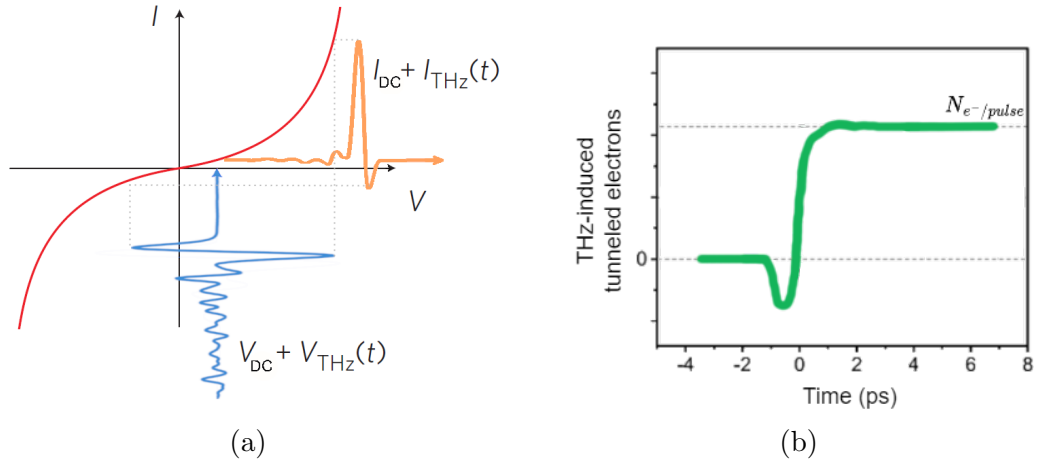 I
I_DC + I_THz(t)
V
V_DC + V_THz(t)
(a)
THz-induced
tunneled electrons
0
N_e⁻/pulse
-4 -2 0 2 4 6 8
Time (ps)
(b)